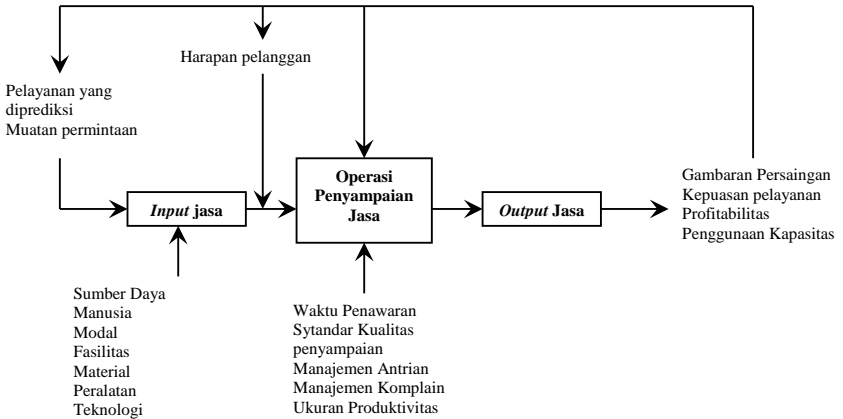 Harapan pelanggan
Pelayanan yang
diprediksi
Muatan permintaan
Operasi
Penyampaian
Jasa
Input jasa
Output Jasa
Gambaran Persaingan
Kepuasan pelayanan
Profitabilitas
Penggunaan Kapasitas
Sumber Daya
Manusia
Modal
Fasilitas
Material
Peralatan
Teknologi
Waktu Penawaran
Sytandar Kualitas
penyampaian
Manajemen Antrian
Manajemen Komplain
Ukuran Produktivitas